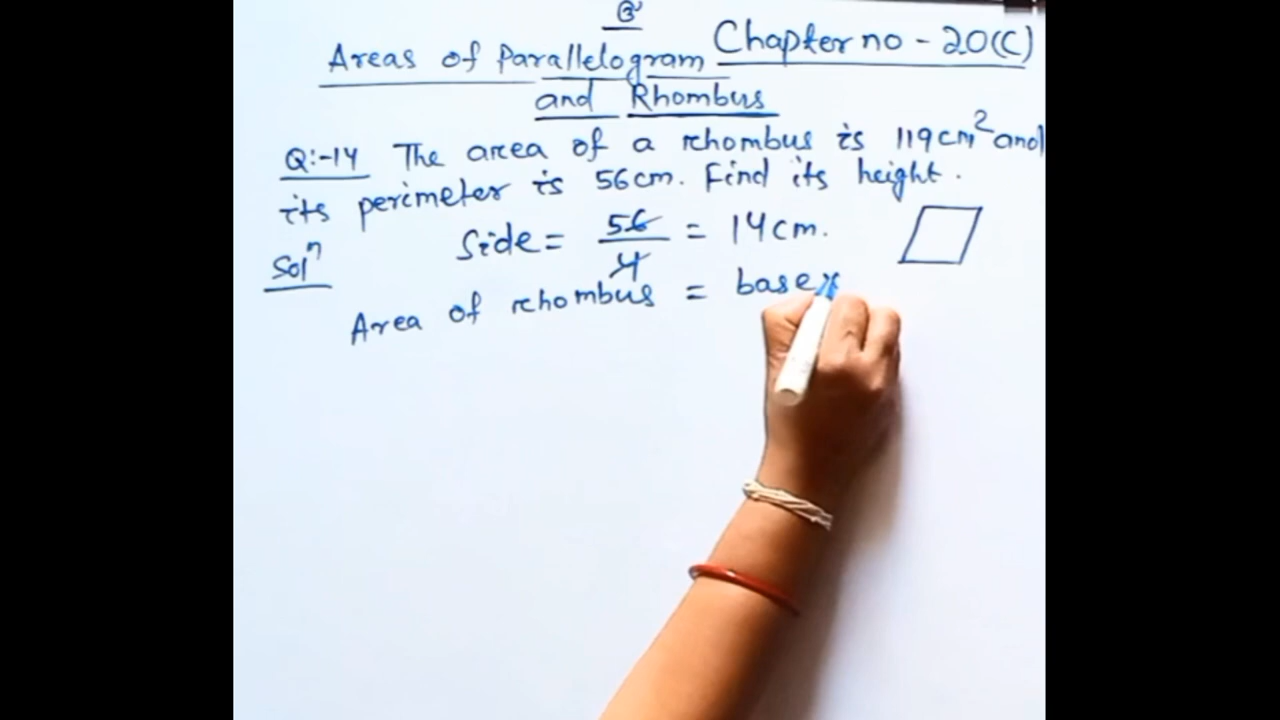 Areas of Parallelogram Chapter no - 20(C)
and Rhombus
Q:-14 The area of a rhombus is 119cm² and
its perimeter is 56cm. Find its height.
Solⁿ Side = 56/4 = 14cm.
Area of rhombus = base×